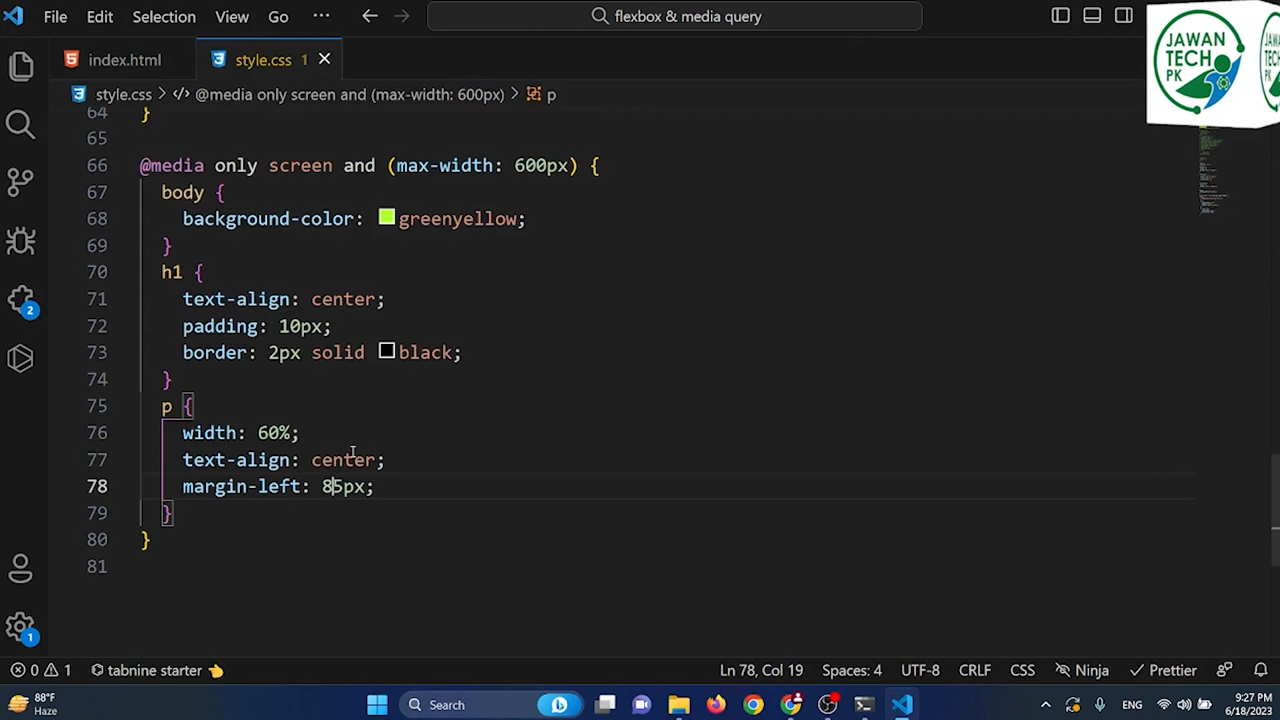 File Edit Selection View Go ··· flexbox & media query
JAWAN
TECH
PK
index.html style.css 1
style.css > @media only screen and (max-width: 600px) > p
64 }
65
66 @media only screen and (max-width: 600px) {
67 body {
68 background-color: greenyellow;
69 }
70 h1 {
71 text-align: center;
72 padding: 10px;
73 border: 2px solid black;
74 }
75 p {
76 width: 60%;
77 text-align: center;
78 margin-left: 85px;
79 }
80 }
81
2
1
0 1 tabnine starter Ln 78, Col 19 Spaces: 4 UTF-8 CRLF CSS Ninja Prettier
88°F
Haze
Search
ENG
9:27 PM
6/18/2023